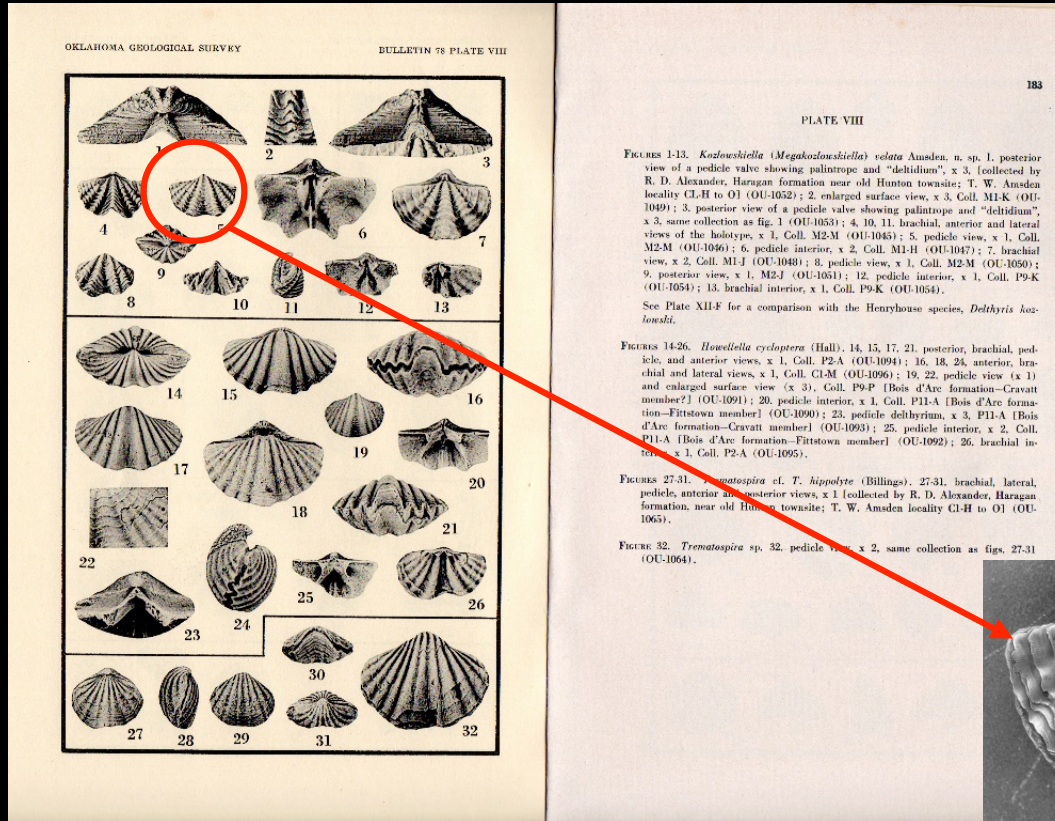 OKLAHOMA GEOLOGICAL SURVEY
BULLETIN 78 PLATE VIII
1
2
3
4
5
6
7
8
9
10
11
12
13
14
15
16
17
18
19
20
21
22
23
24
25
26
27
28
29
30
31
32
183
PLATE VIII
FIGURES 1-13. Kozlowskiella (Megakozlowskiella) velata Amsden, n. sp. 1. posterior
view of a pedicle valve showing palintrope and "deltidium", x 3, [collected by
R. D. Alexander, Haragan formation near old Hunton townsite; T. W. Amsden
locality CL-H to O] (OU-1052); 2. enlarged surface view, x 3, Coll. M1-K (OU-
1049); 3. posterior view of a pedicle valve showing palintrope and "deltidium",
x 3, same collection as fig. 1 (OU-1053); 4, 10, 11. brachial, anterior and lateral
views of the holotype, x 1, Coll. M2-M (OU-1045); 5. pedicle view, x 1, Coll.
M2-M (OU-1046); 6. pedicle interior, x 2, Coll. M1-H (OU-1047); 7. brachial
view, x 2, Coll. M1-J (OU-1048); 8. pedicle view, x 1, Coll. M2-M (OU-1050);
9. posterior view, x 1, M2-J (OU-1051); 12. pedicle interior, x 1, Coll. P9-K
(OU-1054); 13. brachial interior, x 1, Coll. P9-K (OU-1054).
See Plate XII-F for a comparison with the Henryhouse species, Delthyris koz-
lowski.
FIGURES 14-26. Howellella cycloptera (Hall). 14, 15, 17, 21. posterior, brachial, ped-
icle, and anterior views, x 1, Coll. P2-A (OU-1094); 16, 18, 24, anterior, bra-
chial and lateral views, x 1, Coll. C1-M (OU-1096); 19, 22. pedicle view (x 1)
and enlarged surface view (x 3), Coll. P9-P [Bois d'Arc formation—Cravatt
member?] (OU-1091); 20. pedicle interior, x 1, Coll. P11-A [Bois d'Arc forma-
tion—Fittstown member] (OU-1090); 23. pedicle delthyrium, x 3, P11-A [Bois
d'Arc formation—Cravatt member] (OU-1093); 25. pedicle interior, x 2, Coll.
P11-A [Bois d'Arc formation—Fittstown member] (OU-1092); 26. brachial in-
terior, x 1, Coll. P2-A (OU-1095).
FIGURES 27-31. Trematospira cf. T. hippolyte (Billings). 27-31. brachial, lateral,
pedicle, anterior and posterior views, x 1 [collected by R. D. Alexander, Haragan
formation, near old Hunton townsite; T. W. Amsden locality C1-H to O] (OU-
1065).
FIGURE 32. Trematospira sp. 32. pedicle view, x 2, same collection as figs. 27-31
(OU-1064).